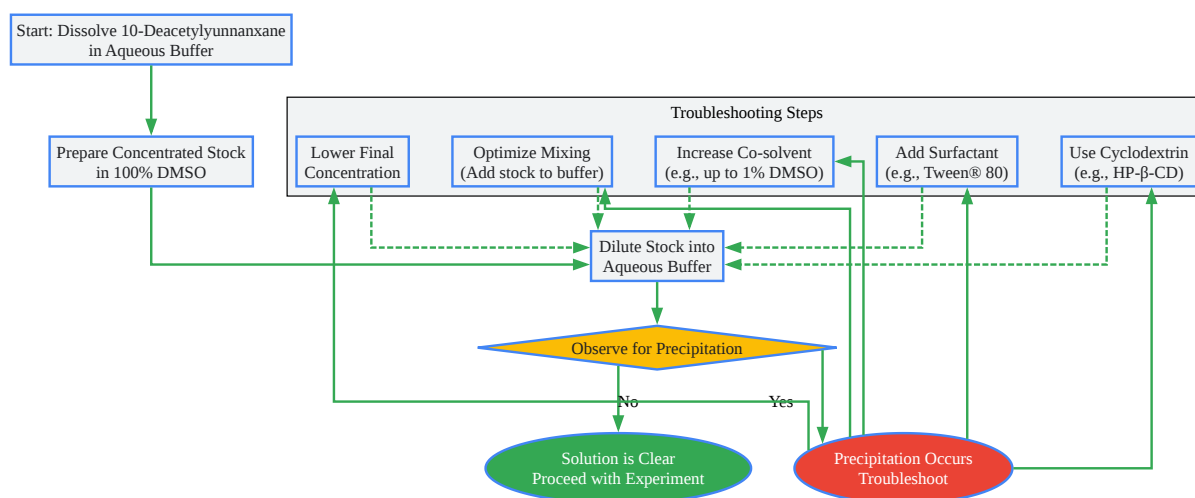 Start: Dissolve 10-Deacetylyunnanxane
in Aqueous Buffer
Troubleshooting Steps
Prepare Concentrated Stock
in 100% DMSO
Lower Final
Concentration
Optimize Mixing
(Add stock to buffer)
Increase Co-solvent
(e.g., up to 1% DMSO)
Add Surfactant
(e.g., Tween® 80)
Use Cyclodextrin
(e.g., HP-β-CD)
Dilute Stock into
Aqueous Buffer
Observe for Precipitation
No
Yes
Solution is Clear
Proceed with Experiment
Precipitation Occurs
Troubleshoot